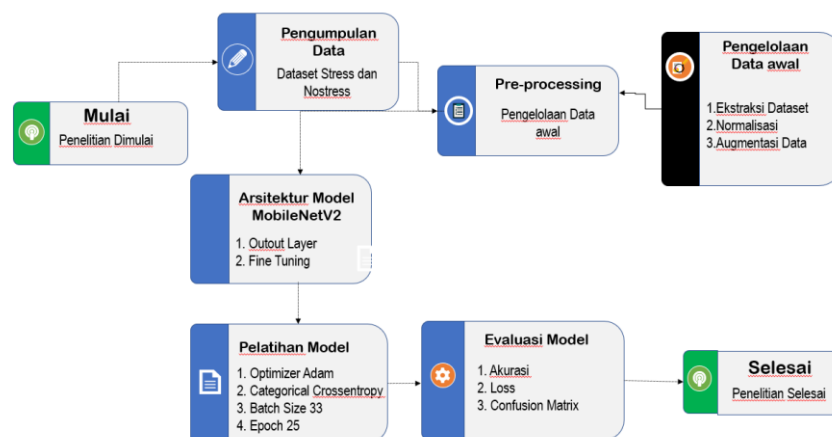 Mulai
Penelitian Dimulai
Pengumpulan
Data
Dataset Stress dan
Nostress
Pre-processing
Pengelolaan Data
awal
Pengelolaan
Data awal
1.Ekstraksi Dataset
2.Normalisasi
3.Augmentasi Data
Arsitektur Model
MobileNetV2
1. Outout Layer
2. Fine Tuning
Pelatihan Model
1. Optimizer Adam
2. Categorical Crossentropy
3. Batch Size 33
4. Epoch 25
Evaluasi Model
1. Akurasi
2. Loss
3. Confusion Matrix
Selesai
Penelitian Selesai